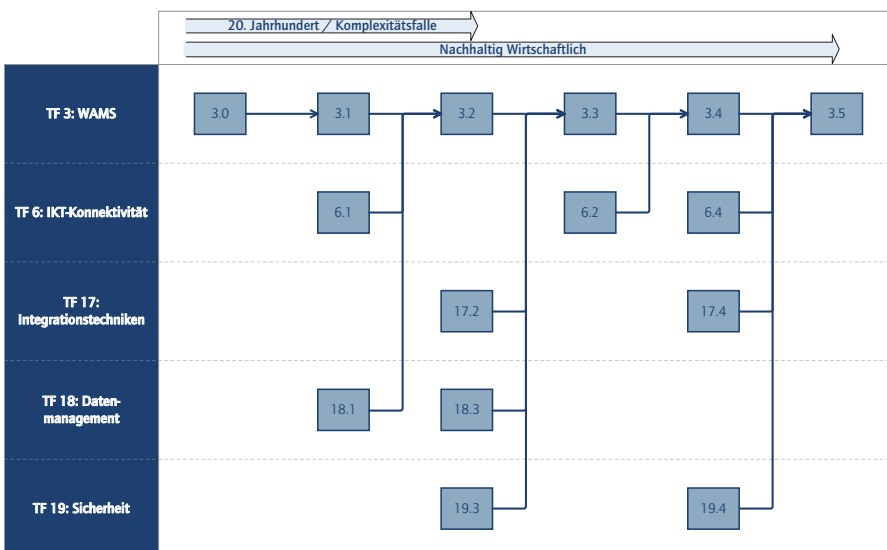 20. Jahrhundert / Komplexitätsfalle
Nachhaltig Wirtschaftlich
TF 3: WAMS
3.0
3.1
3.2
3.3
3.4
3.5
TF 6: IKT-Konnektivität
6.1
6.2
6.4
TF 17:
Integrationstechniken
17.2
17.4
TF 18: Daten-
management
18.1
18.3
TF 19: Sicherheit
19.3
19.4